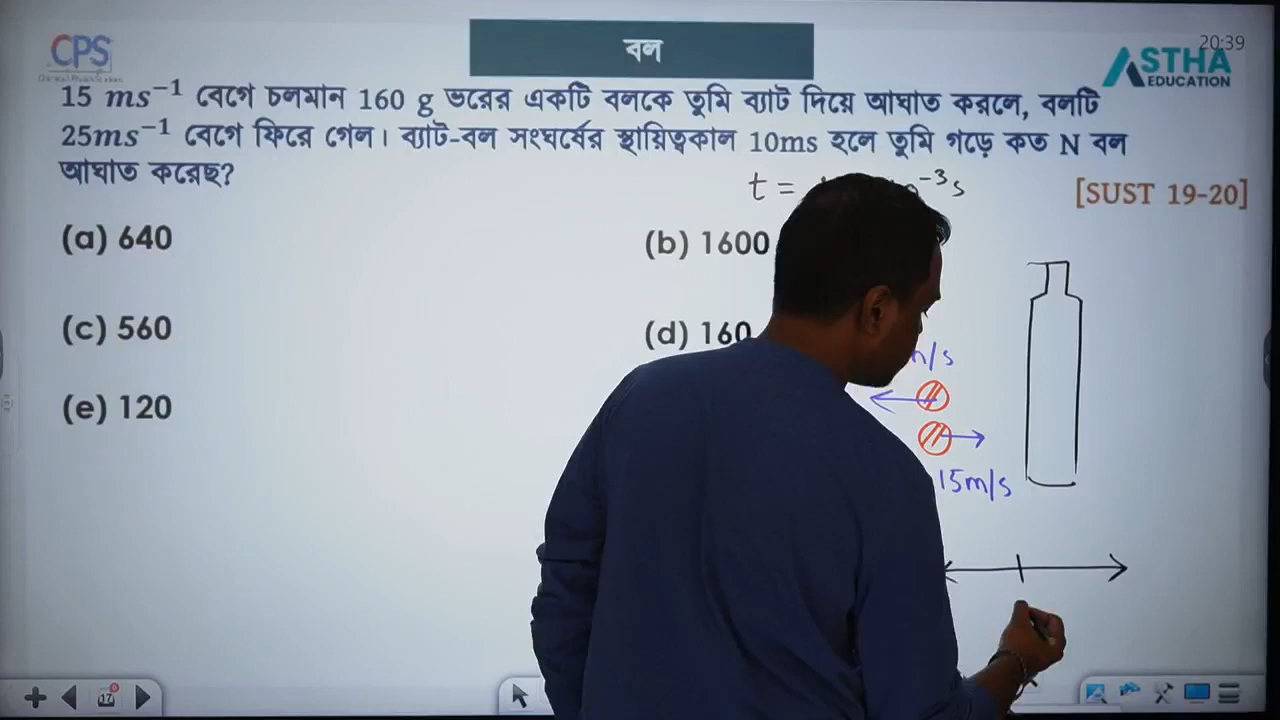 বল
20:39
CPS
ASTHA
EDUCATION
15 ms⁻¹ বেগে চলমান 160 g ভরের একটি বলকে তুমি ব্যাট দিয়ে আঘাত করলে, বলটি
25ms⁻¹ বেগে ফিরে গেল। ব্যাট-বল সংঘর্ষের স্থায়িত্বকাল 10ms হলে তুমি গড়ে কত N বল
আঘাত করেছ?
[SUST 19-20]
t =
⁻³s
(a) 640
(b) 1600
(c) 560
(d) 160
(e) 120
m/s
15m/s
17